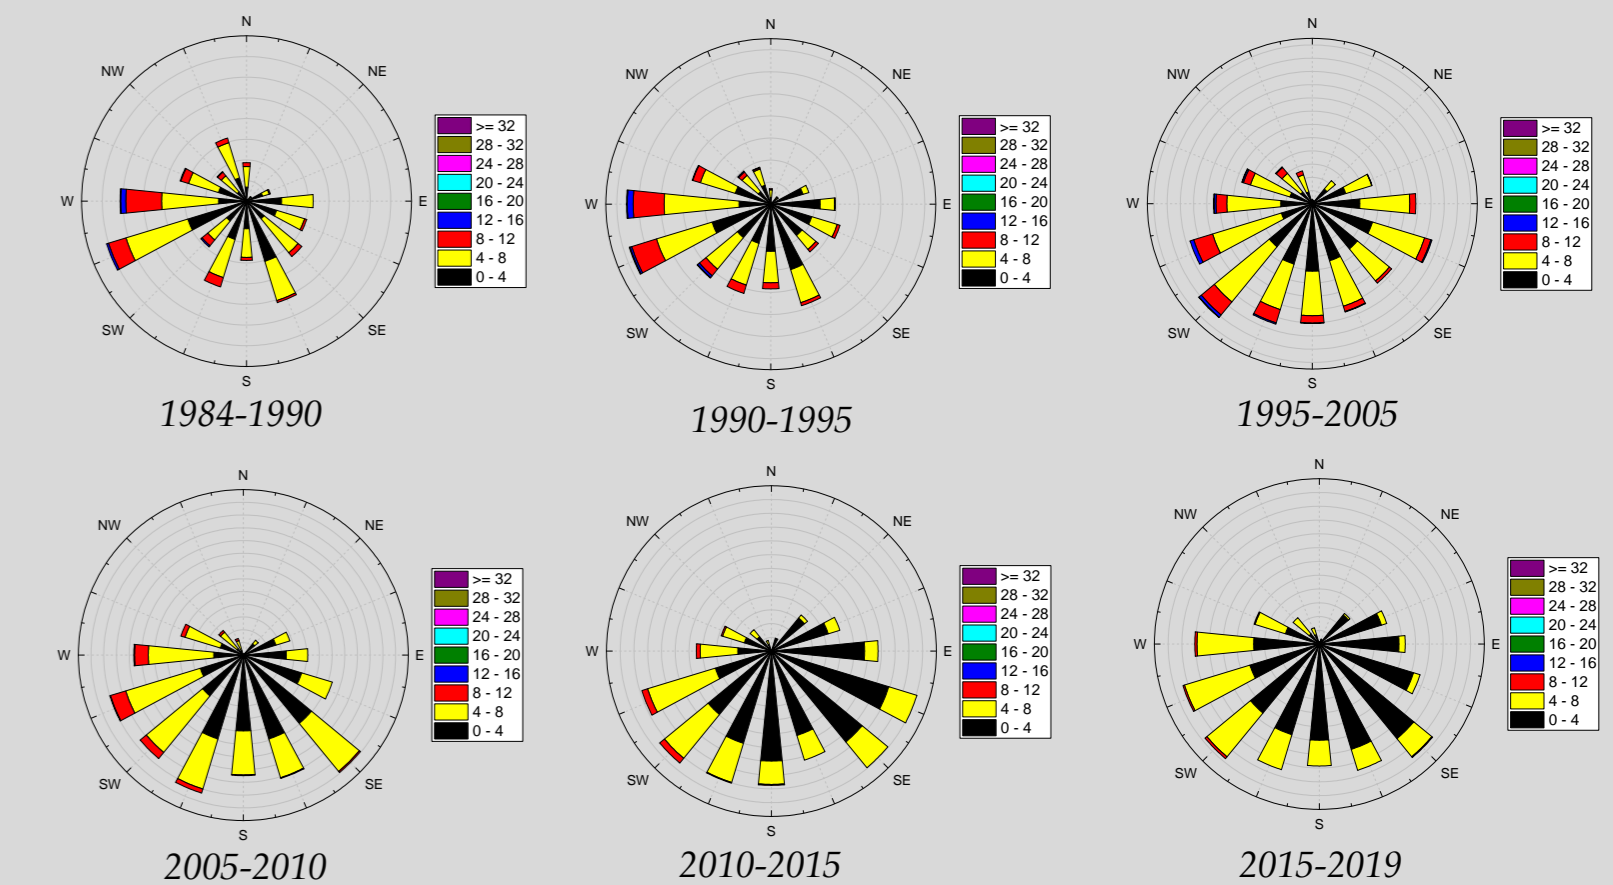 N
NW
NE
W
E
SW
SE
S
>= 32
28 - 32
24 - 28
20 - 24
16 - 20
12 - 16
8 - 12
4 - 8
0 - 4
1984-1990
N
NW
NE
W
E
SW
SE
S
>= 32
28 - 32
24 - 28
20 - 24
16 - 20
12 - 16
8 - 12
4 - 8
0 - 4
1990-1995
N
NW
NE
W
E
SW
SE
S
>= 32
28 - 32
24 - 28
20 - 24
16 - 20
12 - 16
8 - 12
4 - 8
0 - 4
1995-2005
N
NW
NE
W
E
SW
SE
S
>= 32
28 - 32
24 - 28
20 - 24
16 - 20
12 - 16
8 - 12
4 - 8
0 - 4
2005-2010
N
NW
NE
W
E
SW
SE
S
>= 32
28 - 32
24 - 28
20 - 24
16 - 20
12 - 16
8 - 12
4 - 8
0 - 4
2010-2015
N
NW
NE
W
E
SW
SE
S
>= 32
28 - 32
24 - 28
20 - 24
16 - 20
12 - 16
8 - 12
4 - 8
0 - 4
2015-2019